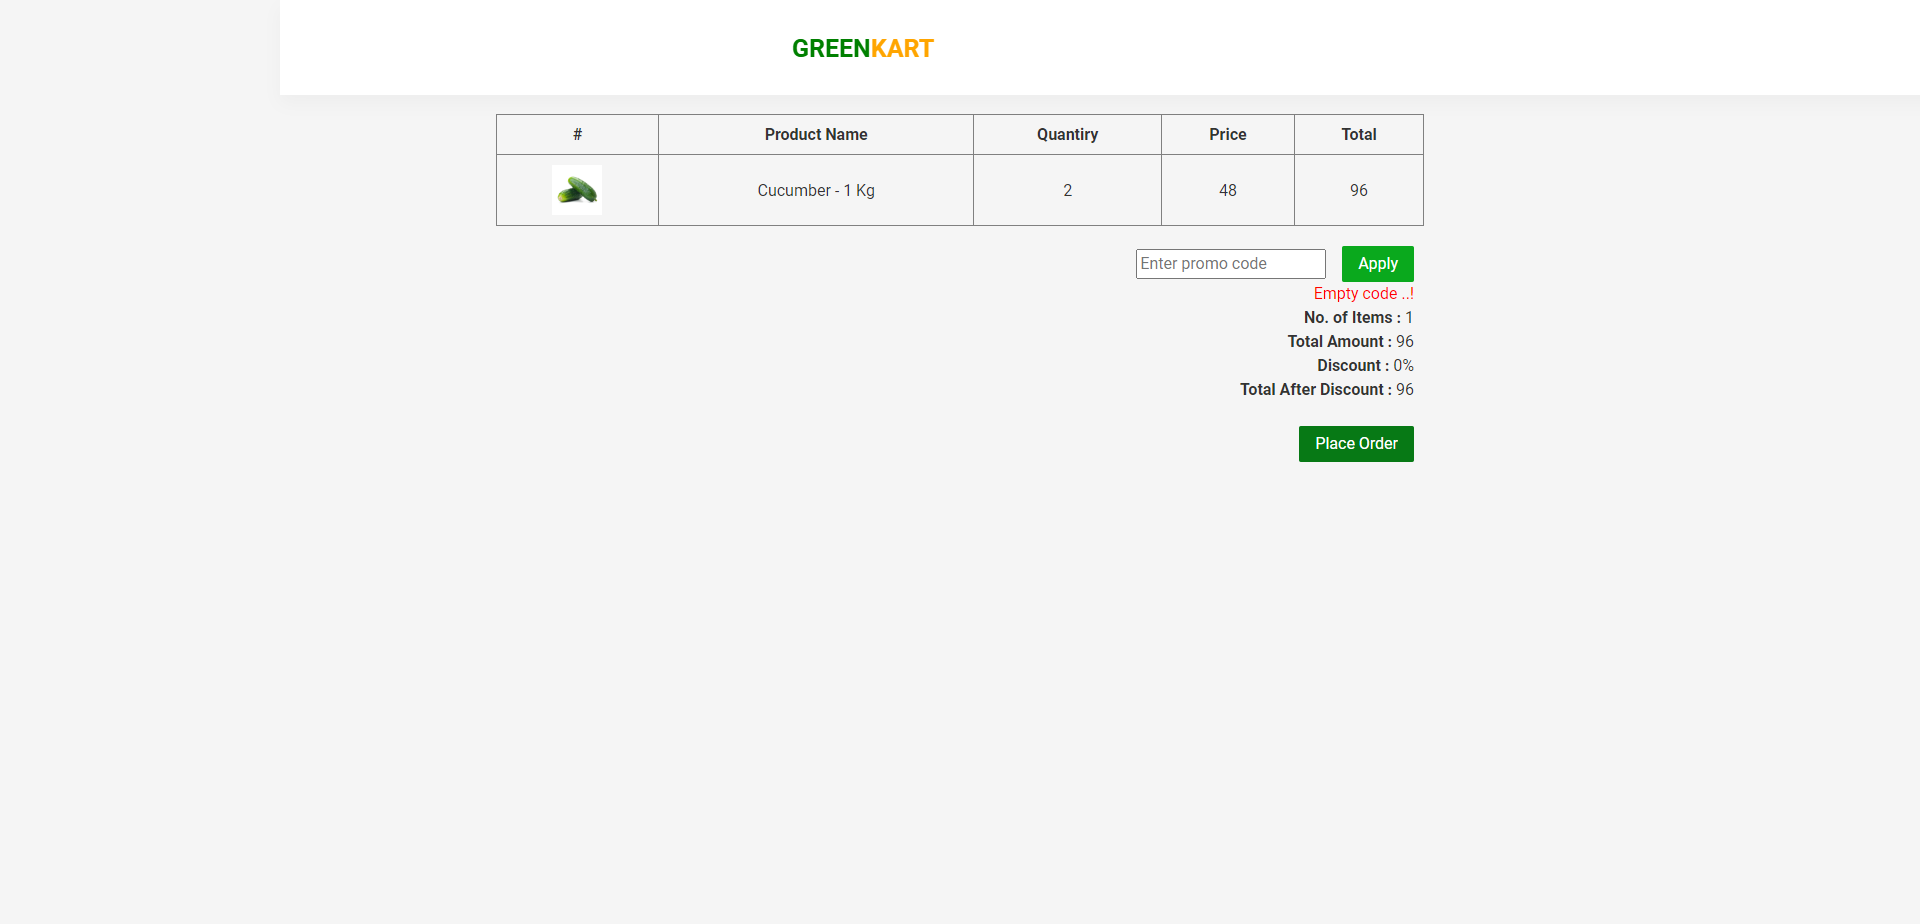 GREENKART
# Product Name Quantiry Price Total
Cucumber - 1 Kg 2 48 96
Enter promo code Apply
Empty code ..!
No. of Items : 1
Total Amount : 96
Discount : 0%
Total After Discount : 96
Place Order